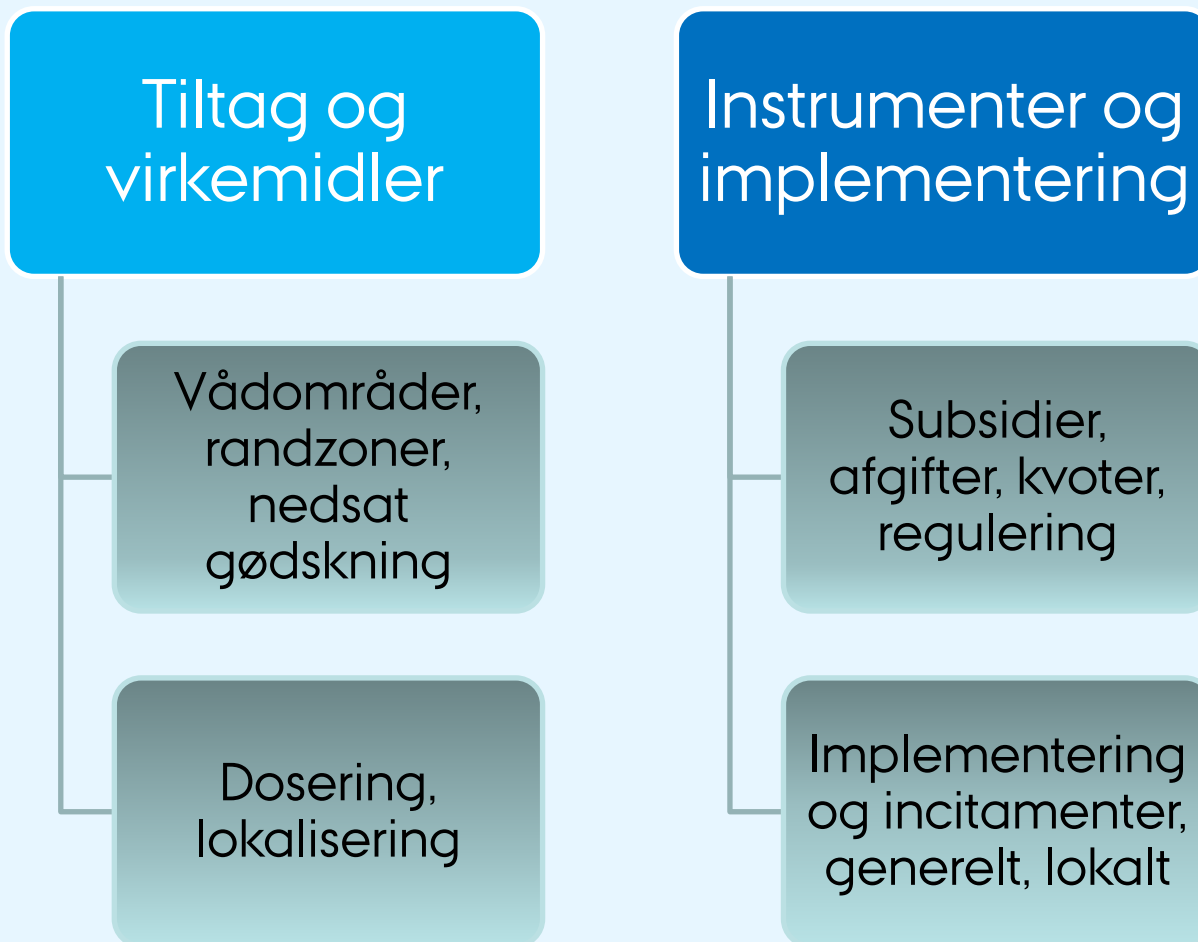 Tiltag og
virkemidler
Vådområder,
randzoner,
nedsat
gødskning
Dosering,
lokalisering
Instrumenter og
implementering
Subsidier,
afgifter, kvoter,
regulering
Implementering
og incitamenter,
generelt, lokalt